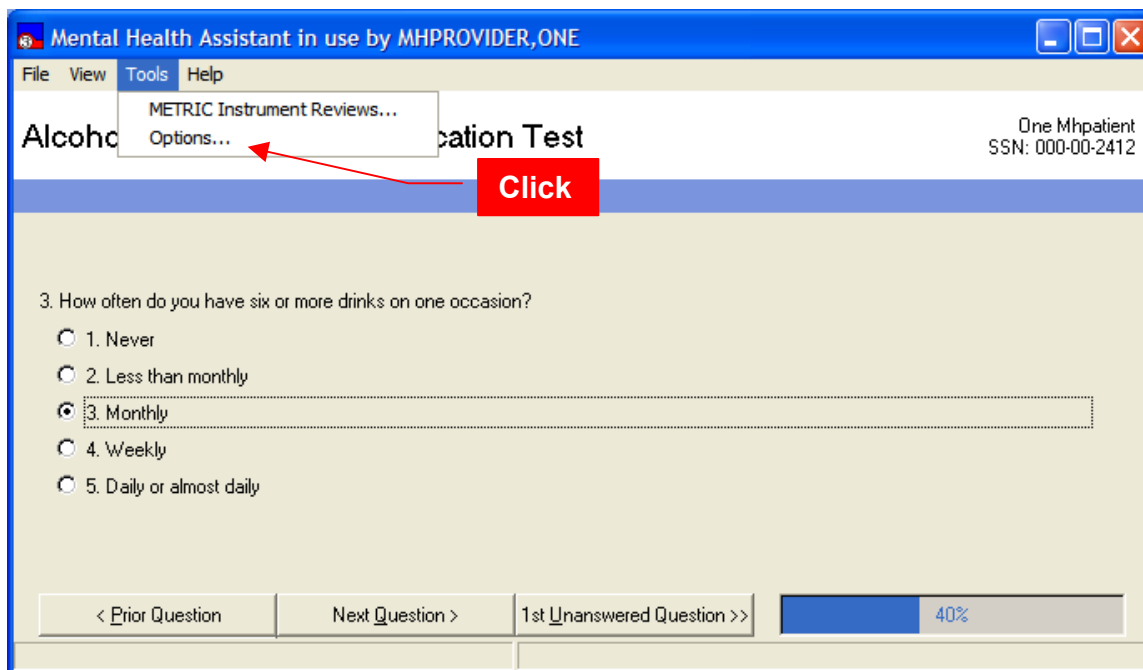 Mental Health Assistant in use by MHPROVIDER,ONE
File View Tools Help
METRIC Instrument Reviews...
Options...
Test
One Mhpatient
SSN: 000-00-2412
Click
3. How often do you have six or more drinks on one occasion?
1. Never
2. Less than monthly
3. Monthly
4. Weekly
5. Daily or almost daily
< Prior Question
Next Question >
1st Unanswered Question >>
40%